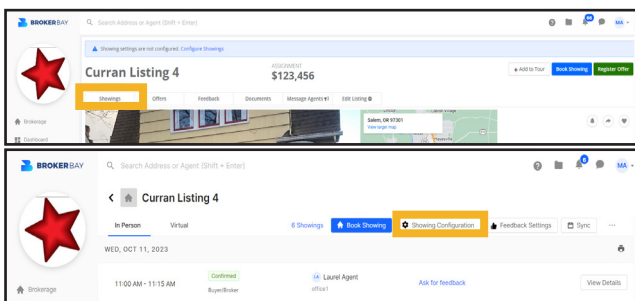 BROKERBAY
Search Address or Agent (Shift + Enter)
66
MA
Showing settings are not configured. Configure Showings
Curran Listing 4
ASSIGNMENT
$123,456
+ Add to Tour
Book Showing
Register Offer
Showings
Offers
Feedback
Documents
Message Agents
Edit Listing
Salem, OR 97301
View larger map
Brokerage
Dashboard
BROKERBAY
Search Address or Agent (Shift + Enter)
8
MA
Curran Listing 4
In Person
Virtual
6 Showings
Book Showing
Showing Configuration
Feedback Settings
Sync
...
WED, OCT 11, 2023
11:00 AM - 11:15 AM
Confirmed
Buyer/Broker
LA Laurel Agent
office1
Ask for feedback
View Details
Brokerage